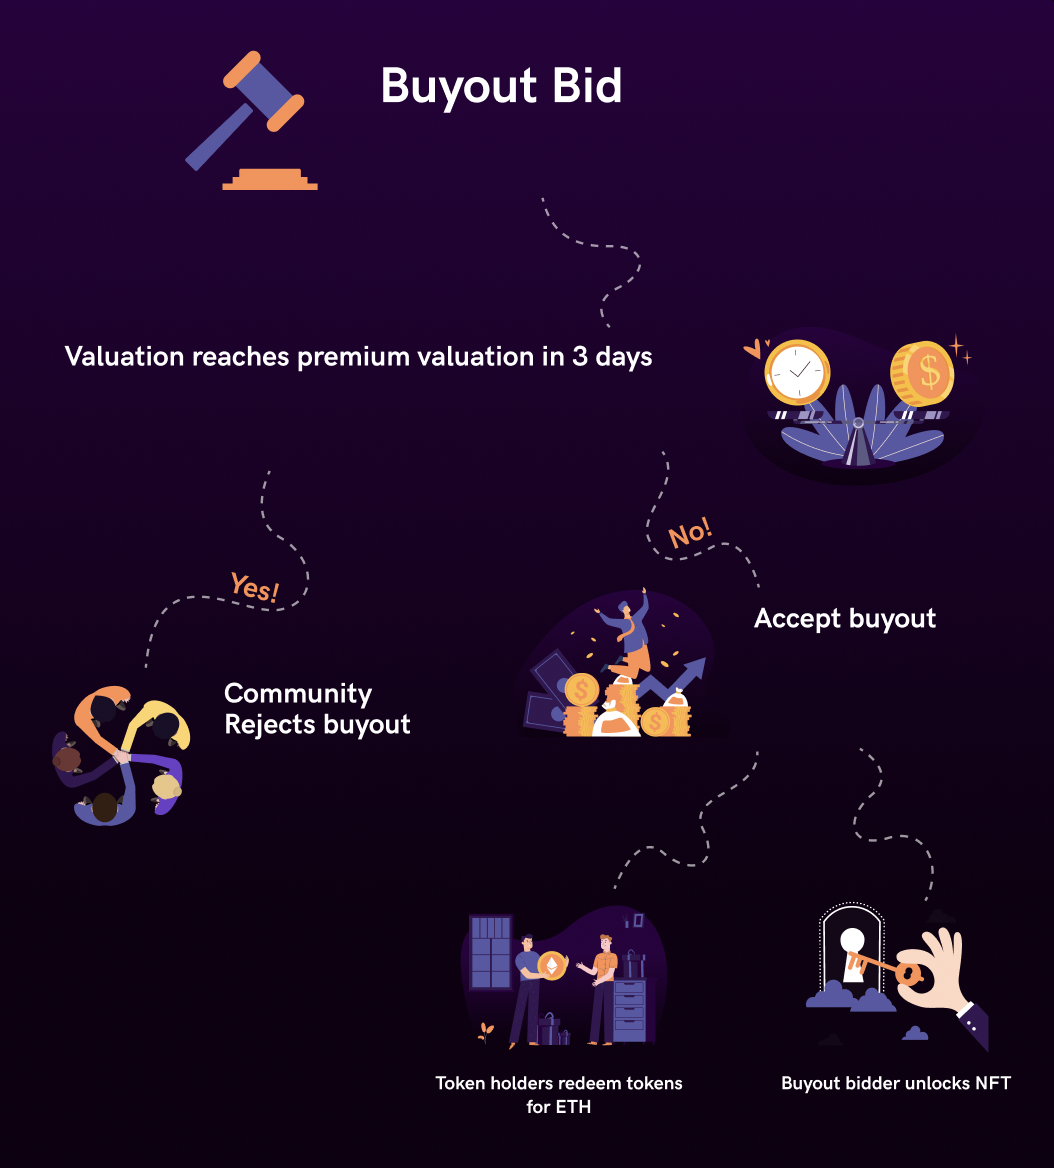 Buyout Bid
Valuation reaches premium valuation in 3 days
No!
Yes!
Accept buyout
Community
Rejects buyout
$
$
$
Token holders redeem tokens
for ETH
Buyout bidder unlocks NFT